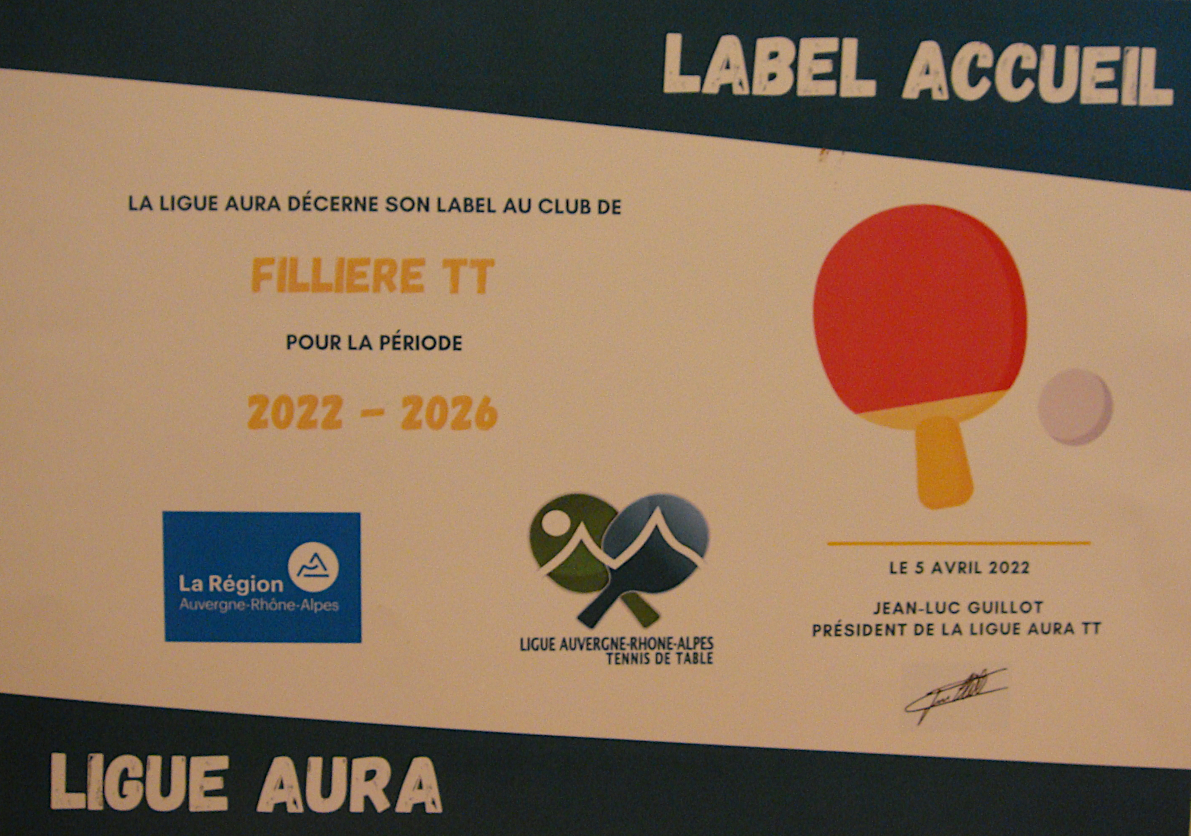 LABEL ACCUEIL
LA LIGUE AURA DÉCERNE SON LABEL AU CLUB DE
FILLIERE TT
POUR LA PÉRIODE
2022 – 2026
La Région
Auvergne-Rhône-Alpes
LIGUE AUVERGNE-RHONE-ALPES
TENNIS DE TABLE
LE 5 AVRIL 2022
JEAN-LUC GUILLOT
PRÉSIDENT DE LA LIGUE AURA TT
LIGUE AURA